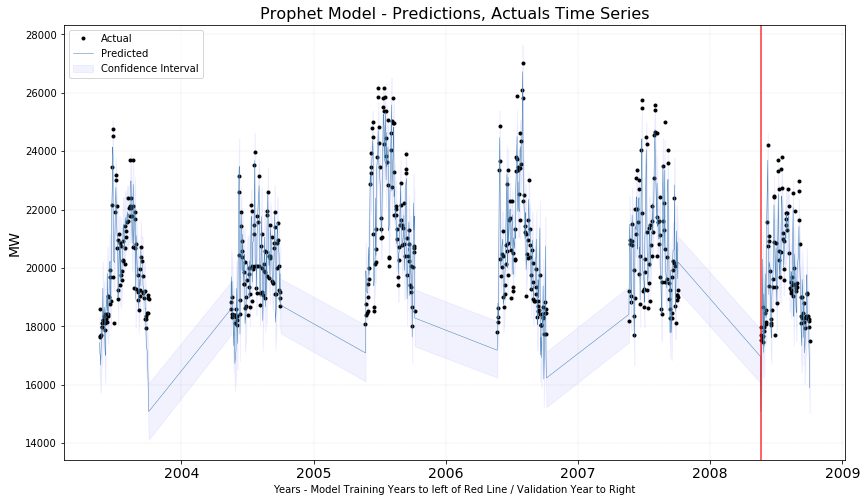 Prophet Model - Predictions, Actuals Time Series
Actual
Predicted
Confidence Interval
28000
26000
24000
22000
20000
18000
16000
14000
MW
2004
2005
2006
2007
2008
2009
Years - Model Training Years to left of Red Line / Validation Year to Right